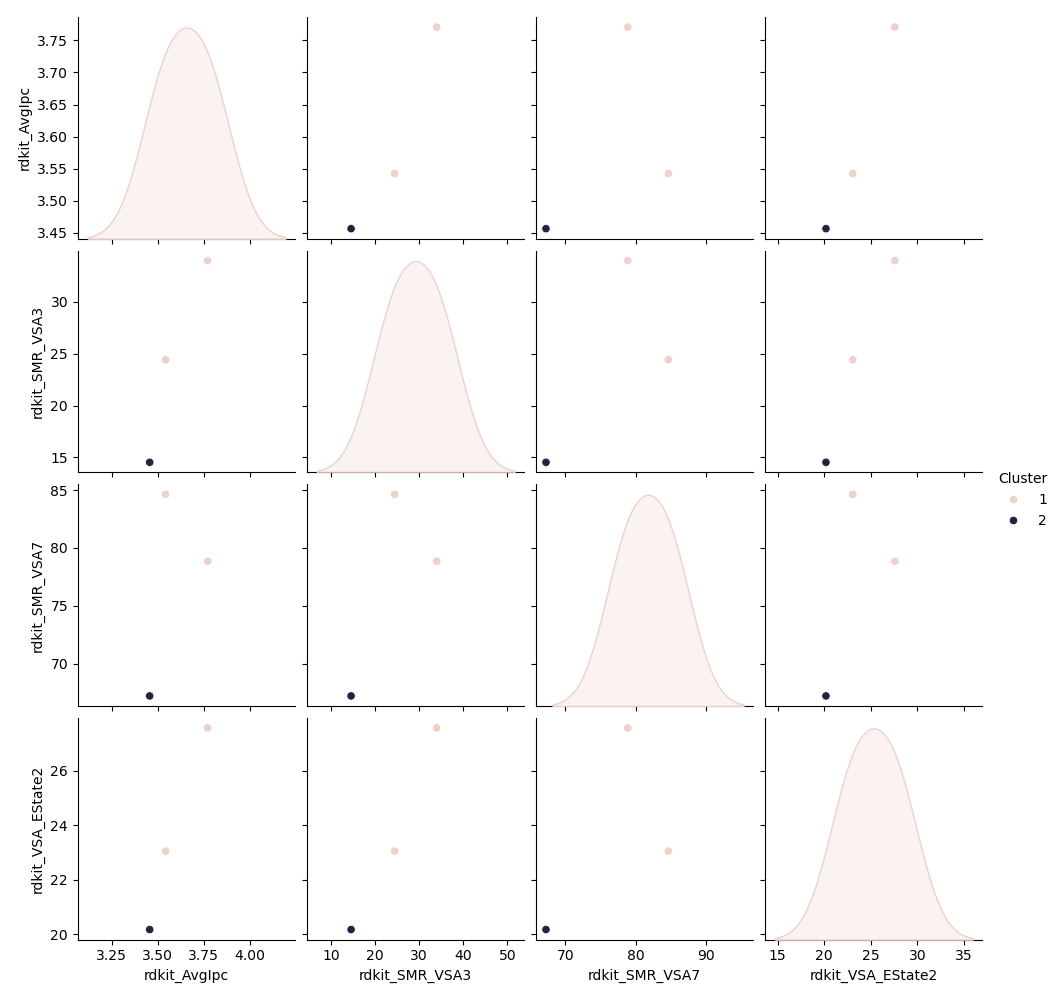 rdkit_AvgIpc
3.75
3.70
3.65
3.60
3.55
3.50
3.45
rdkit_SMR_VSA3
30
25
20
15
Cluster
1
2
rdkit_SMR_VSA7
85
80
75
70
rdkit_VSA_EState2
26
24
22
20
3.25 3.50 3.75 4.00
10 20 30 40 50
70 80 90
15 20 25 30 35
rdkit_AvgIpc
rdkit_SMR_VSA3
rdkit_SMR_VSA7
rdkit_VSA_EState2